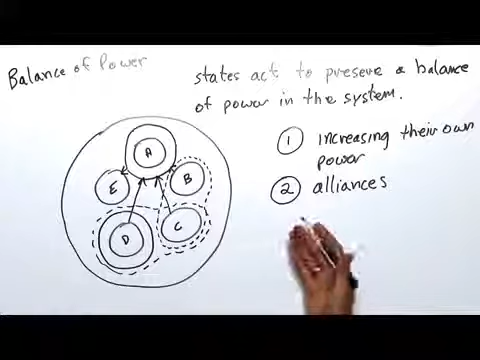 Balance of Power
states act to preseve a balance
of power in the system.
1 increasing their own
power
2 alliances
A
E
B
D
C